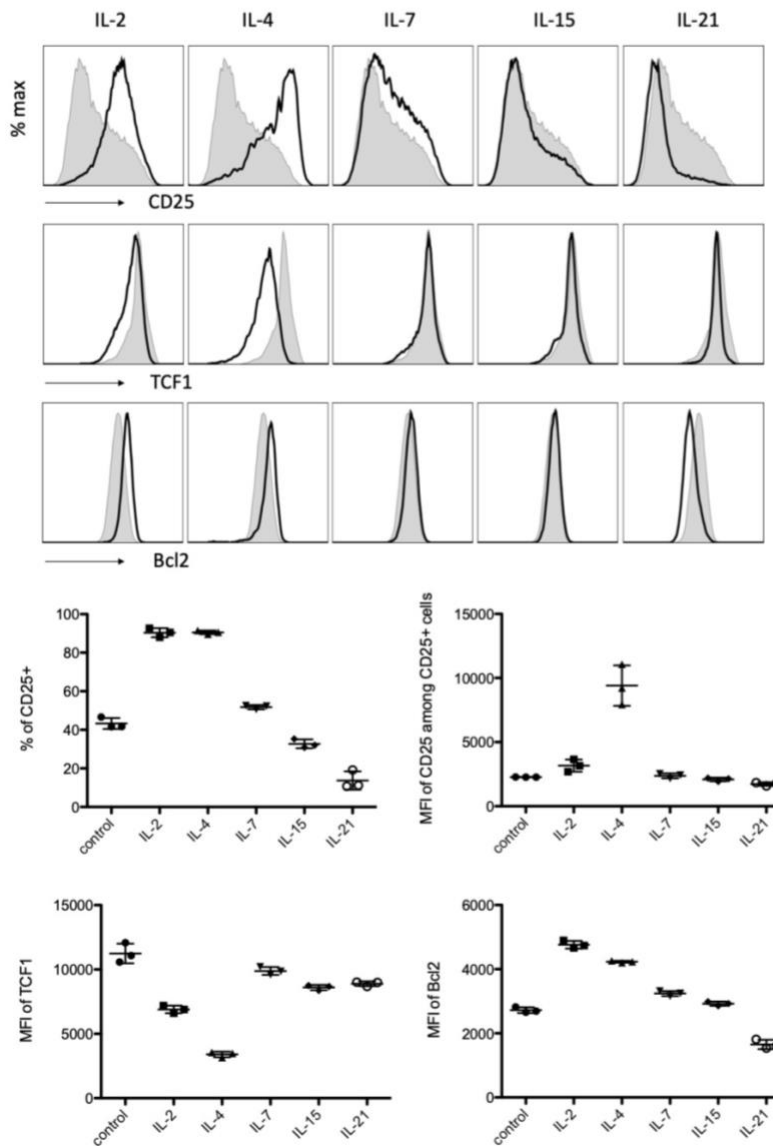 IL-2 IL-4 IL-7 IL-15 IL-21
% max
CD25
TCF1
Bcl2
% of CD25+
100
80
60
40
20
0
control IL-2 IL-4 IL-7 IL-15 IL-21
MFI of CD25 among CD25+ cells
15000
10000
5000
0
control IL-2 IL-4 IL-7 IL-15 IL-21
MFI of TCF1
15000
10000
5000
0
control IL-2 IL-4 IL-7 IL-15 IL-21
MFI of Bcl2
6000
4000
2000
0
control IL-2 IL-4 IL-7 IL-15 IL-21